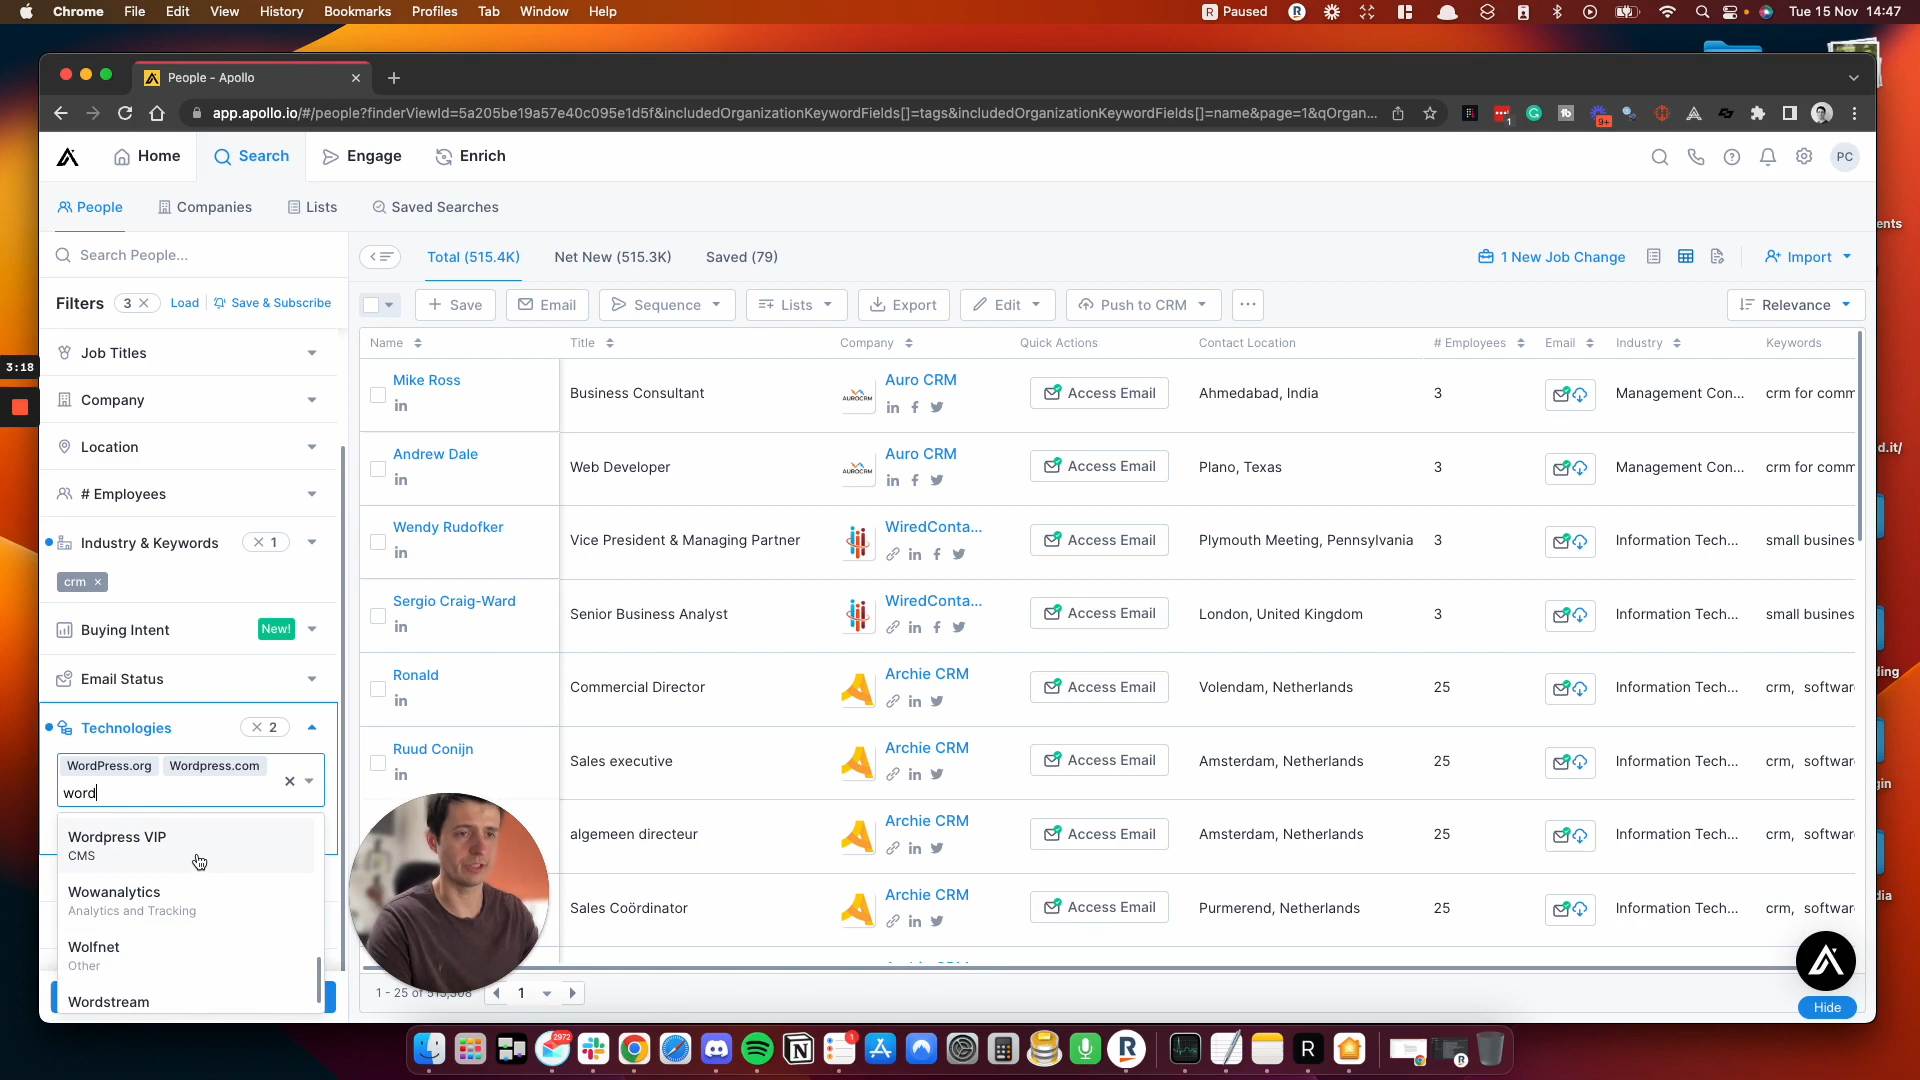 Chrome File Edit View History Bookmarks Profiles Tab Window Help Paused Tue 15 Nov 14:47
People - Apollo
app.apollo.io/#/people?finderViewId=5a205be19a57e40c095e1d5f&includedOrganizationKeywordFields[]=tags&includedOrganizationKeywordFields[]=name&page=1&qOrgan...
Home Search Engage Enrich PC
People Companies Lists Saved Searches
Search People... Total (515.4K) Net New (515.3K) Saved (79) 1 New Job Change Import
Filters 3 Load Save & Subscribe Save Email Sequence Lists Export Edit Push to CRM ... Relevance
Name Title Company Quick Actions Contact Location # Employees Email Industry Keywords
Job Titles
3:18
Company
Location
# Employees
Industry & Keywords 1
crm
Buying Intent New!
Email Status
Technologies 2
WordPress.org Wordpress.com
word
Wordpress VIP
CMS
Wowanalytics
Analytics and Tracking
Wolfnet
Other
Wordstream
Mike Ross Business Consultant Auro CRM Access Email Ahmedabad, India 3 Management Con... crm for comm
Andrew Dale Web Developer Auro CRM Access Email Plano, Texas 3 Management Con... crm for comm
Wendy Rudofker Vice President & Managing Partner WiredConta... Access Email Plymouth Meeting, Pennsylvania 3 Information Tech... small busines
Sergio Craig-Ward Senior Business Analyst WiredConta... Access Email London, United Kingdom 3 Information Tech... small busines
Ronald Commercial Director Archie CRM Access Email Volendam, Netherlands 25 Information Tech... crm, softwar
Ruud Conijn Sales executive Archie CRM Access Email Amsterdam, Netherlands 25 Information Tech... crm, softwar
algemeen directeur Archie CRM Access Email Amsterdam, Netherlands 25 Information Tech... crm, softwar
Sales Coördinator Archie CRM Access Email Purmerend, Netherlands 25 Information Tech... crm, softwar
1 - 25 of 1
Hide